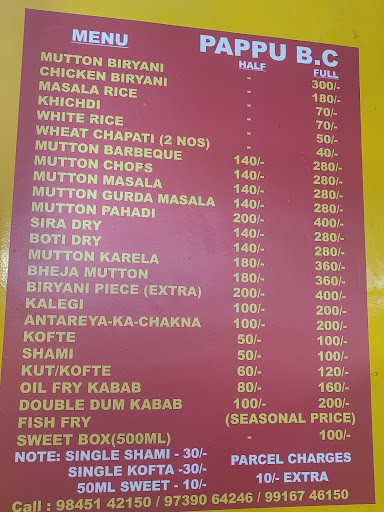 MENU PAPPU B.C
HALF FULL
MUTTON BIRYANI - 300/-
CHICKEN BIRYANI - 180/-
MASALA RICE - 70/-
KHICHDI - 70/-
WHITE RICE - 50/-
WHEAT CHAPATI (2 NOS) - 40/-
MUTTON BARBEQUE 140/- 280/-
MUTTON CHOPS 140/- 280/-
MUTTON MASALA 140/- 280/-
MUTTON GURDA MASALA 140/- 280/-
MUTTON PAHADI 200/- 400/-
SIRA DRY 140/- 280/-
BOTI DRY 140/- 280/-
MUTTON KARELA 180/- 360/-
BHEJA MUTTON 180/- 360/-
BIRYANI PIECE (EXTRA) 200/- 400/-
KALEGI 100/- 200/-
ANTAREYA-KA-CHAKNA 100/- 200/-
KOFTE 50/- 100/-
SHAMI 50/- 100/-
KUT/KOFTE 60/- 120/-
OIL FRY KABAB 80/- 160/-
DOUBLE DUM KABAB 100/- 200/-
FISH FRY (SEASONAL PRICE)
SWEET BOX(500ML) - 100/-
NOTE: SINGLE SHAMI - 30/- PARCEL CHARGES
SINGLE KOFTA -30/- 10/- EXTRA
50ML SWEET - 10/-
Call : 98451 42150 / 97390 64246 / 99167 46150